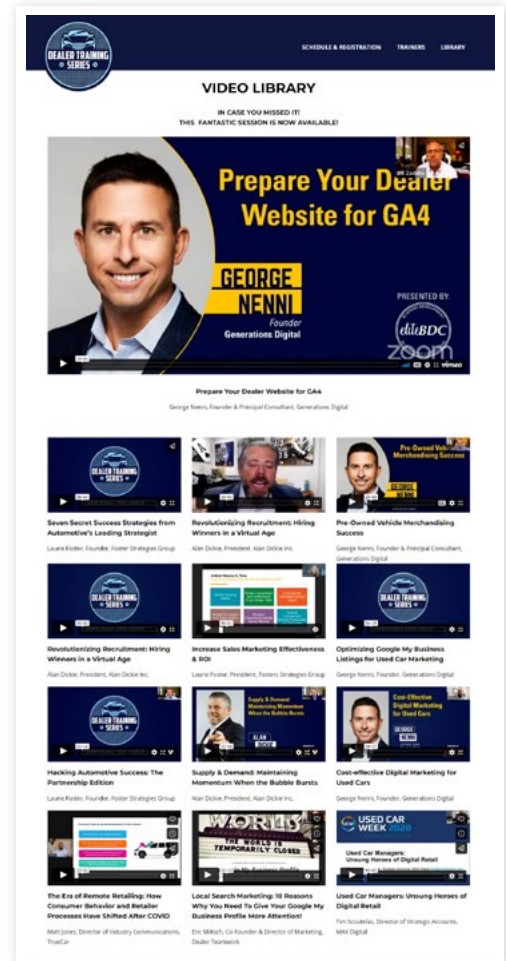 DEALER TRAINING
SERIES
SCHEDULE & REGISTRATION
TRAINERS
LIBRARY
VIDEO LIBRARY
IN CASE YOU MISSED IT!
THIS FANTASTIC SESSION IS NOW AVAILABLE!
Prepare Your Dealer
Website for GA4
GEORGE
NENNI
Founder
Generations Digital
PRESENTED BY:
eliteBDC
zoom
vimeo
Prepare Your Dealer Website for GA4
George Nenni, Founder & Principal Consultant, Generations Digital
DEALER TRAINING
SERIES
Pre-Owned Vehicle
Merchandising Success
GEORGE
NENNI
Seven Secret Success Strategies from
Automotive's Leading Strategist
Laurie Foster, Founder, Foster Strategies Group
Revolutionizing Recruitment: Hiring
Winners in a Virtual Age
Alan Dickie, President, Alan Dickie Inc.
Pre-Owned Vehicle Merchandising
Success
George Nenni, Founder & Principal Consultant,
Generations Digital
DEALER TRAINING
SERIES
DEALER TRAINING
SERIES
Revolutionizing Recruitment: Hiring
Winners in a Virtual Age
Alan Dickie, President, Alan Dickie Inc.
Increase Sales Marketing Effectiveness
& ROI
Laurie Foster, President, Fosters Strategies Group
Optimizing Google My Business
Listings for Used Car Marketing
George Nenni, Founder, Generations Digital
DEALER TRAINING
SERIES
Supply & Demand:
Maintaining Momentum
When the Bubble Bursts
ALAN
DICKIE
Cost-Effective
Digital Marketing
for Used Cars
GEORGE
NENNI
Hacking Automotive Success: The
Partnership Edition
Laurie Foster, Founder, Foster Strategies Group
Supply & Demand: Maintaining
Momentum When the Bubble Bursts
Alan Dickie, President, Alan Dickie Inc.
Cost-effective Digital Marketing for
Used Cars
George Nenni, Founder, Generations Digital
WORLD
THE WORLD IS
TEMPORARILY CLOSED
My Business Profile
USED CAR
WEEK 2020
Used Car Managers:
Unsung Heroes of Digital Retail
The Era of Remote Retailing: How
Consumer Behavior and Retailer
Processes Have Shifted After COVID
Matt Jones, Director of Industry Communications,
TrueCar
Local Search Marketing: 10 Reasons
Why You Need To Give Your Google My
Business Profile More Attention!
Eric Miltsch, Co-Founder & Director of Marketing,
Dealer Teamwork
Used Car Managers: Unsung Heroes of
Digital Retail
Tim Scoutelas, Director of Strategic Accounts,
MAX Digital